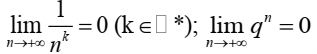 lim_{n→+∞} 1/n^k = 0 (k ∈ □ *); lim_{n→+∞} q^n = 0